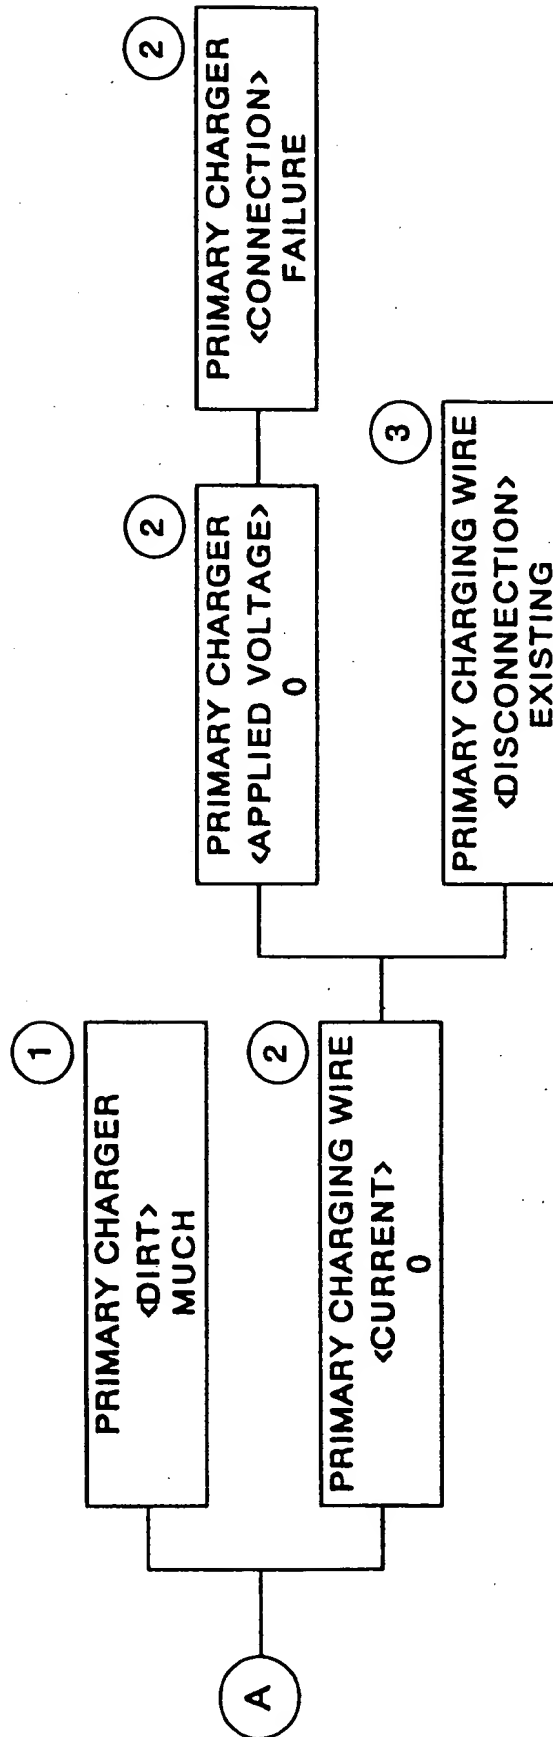 A
1
PRIMARY CHARGER
<DIRT>
MUCH
2
PRIMARY CHARGING WIRE
<CURRENT>
0
2
PRIMARY CHARGER
<APPLIED VOLTAGE>
0
3
PRIMARY CHARGING WIRE
<DISCONNECTION>
EXISTING
2
PRIMARY CHARGER
<CONNECTION>
FAILURE